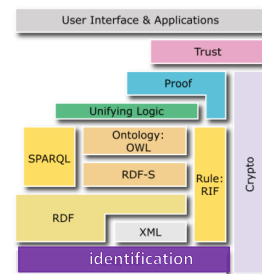 User Interface & Applications
Trust
Proof
Unifying Logic
Ontology:
OWL
SPARQL
RDF-S
Rule:
RIF
Crypto
RDF
XML
identification